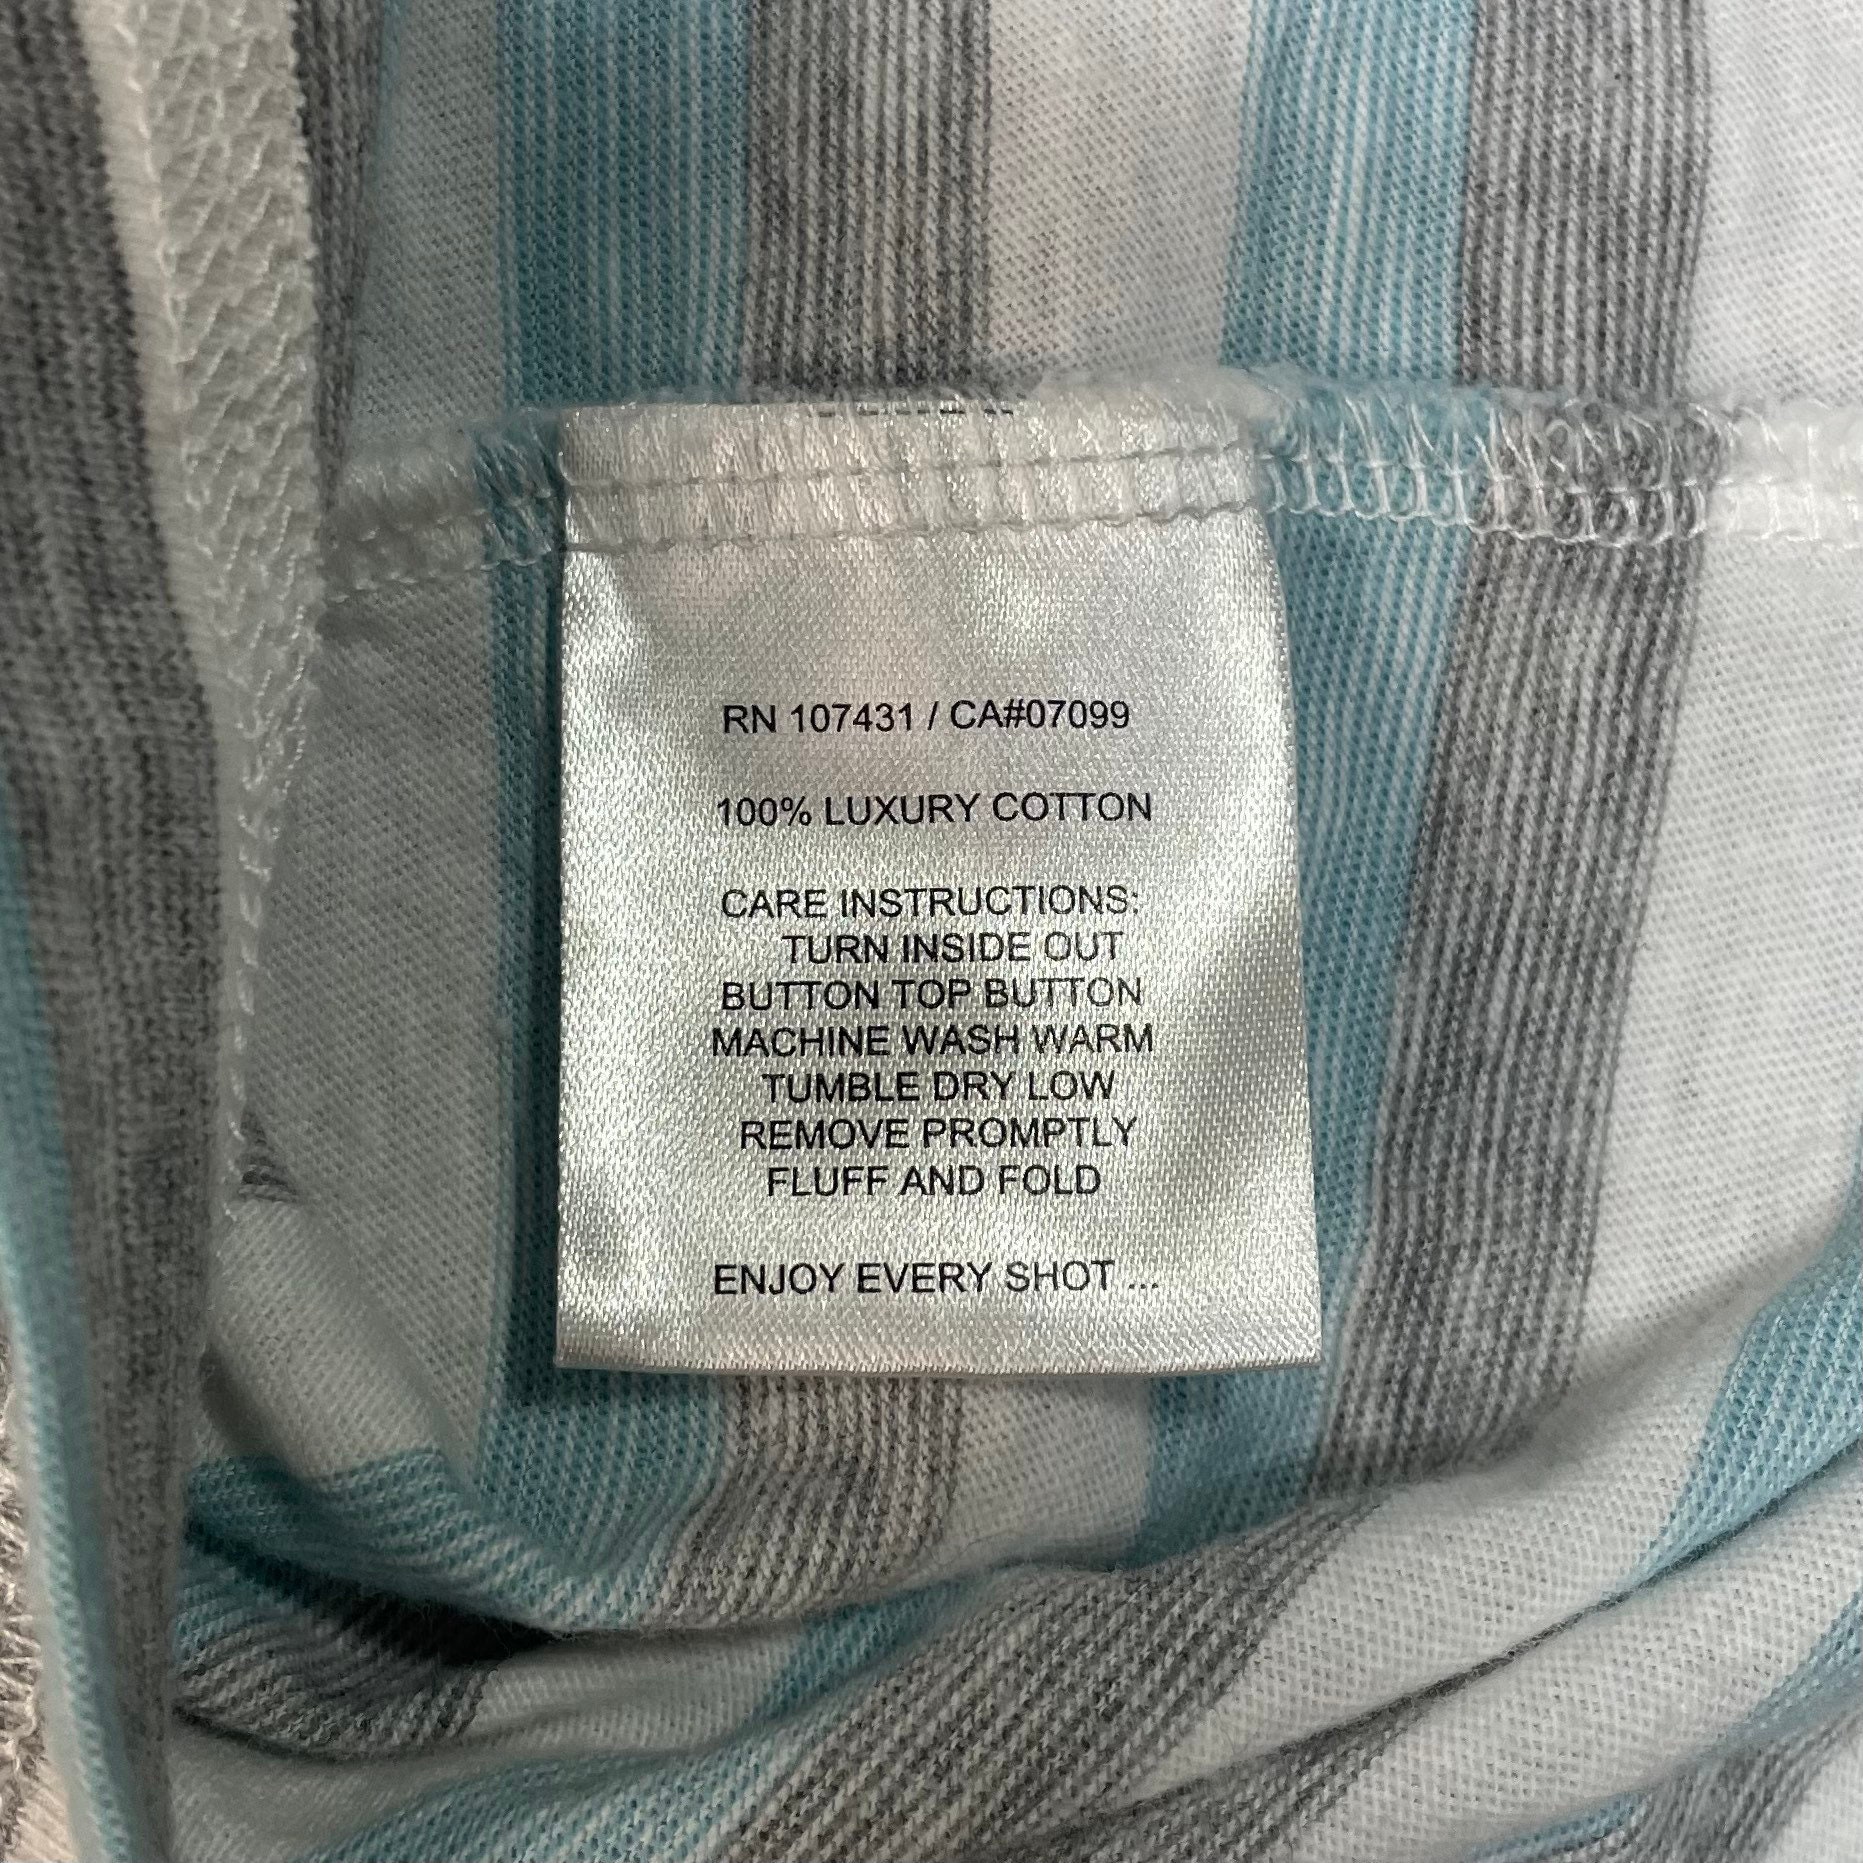 RN 107431 / CA#07099
100% LUXURY COTTON
CARE INSTRUCTIONS:
TURN INSIDE OUT
BUTTON TOP BUTTON
MACHINE WASH WARM
TUMBLE DRY LOW
REMOVE PROMPTLY
FLUFF AND FOLD
ENJOY EVERY SHOT ...